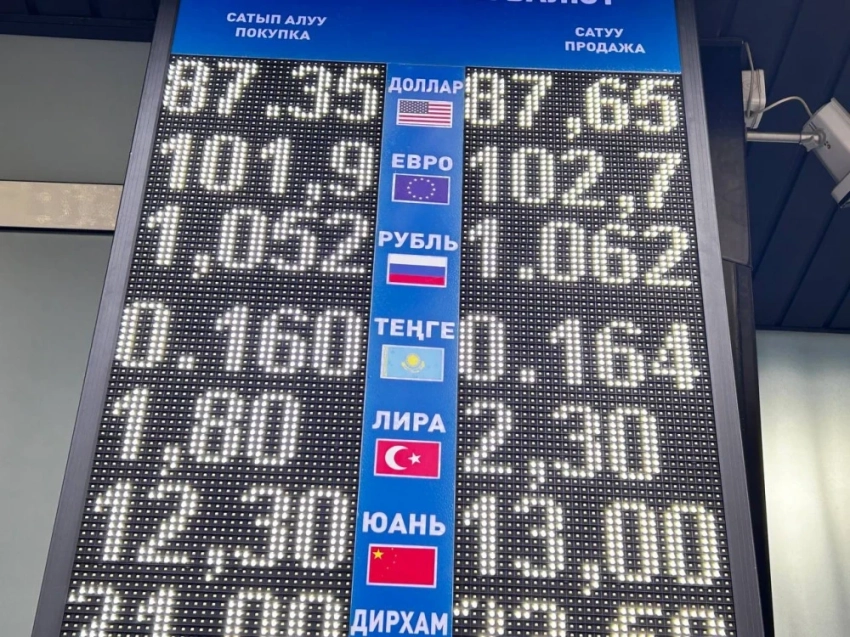 САТЫП АЛУУ
ПОКУПКА
САТУУ
ПРОДАЖА
87.35 ДОЛЛАР 87,65
101,9 ЕВРО 102,7
1,052 РУБЛЬ 1.062
0.160 ТЕҢГЕ 0.164
1,80 ЛИРА 2,30
12,30 ЮАНЬ 13,00
ДИРХАМ